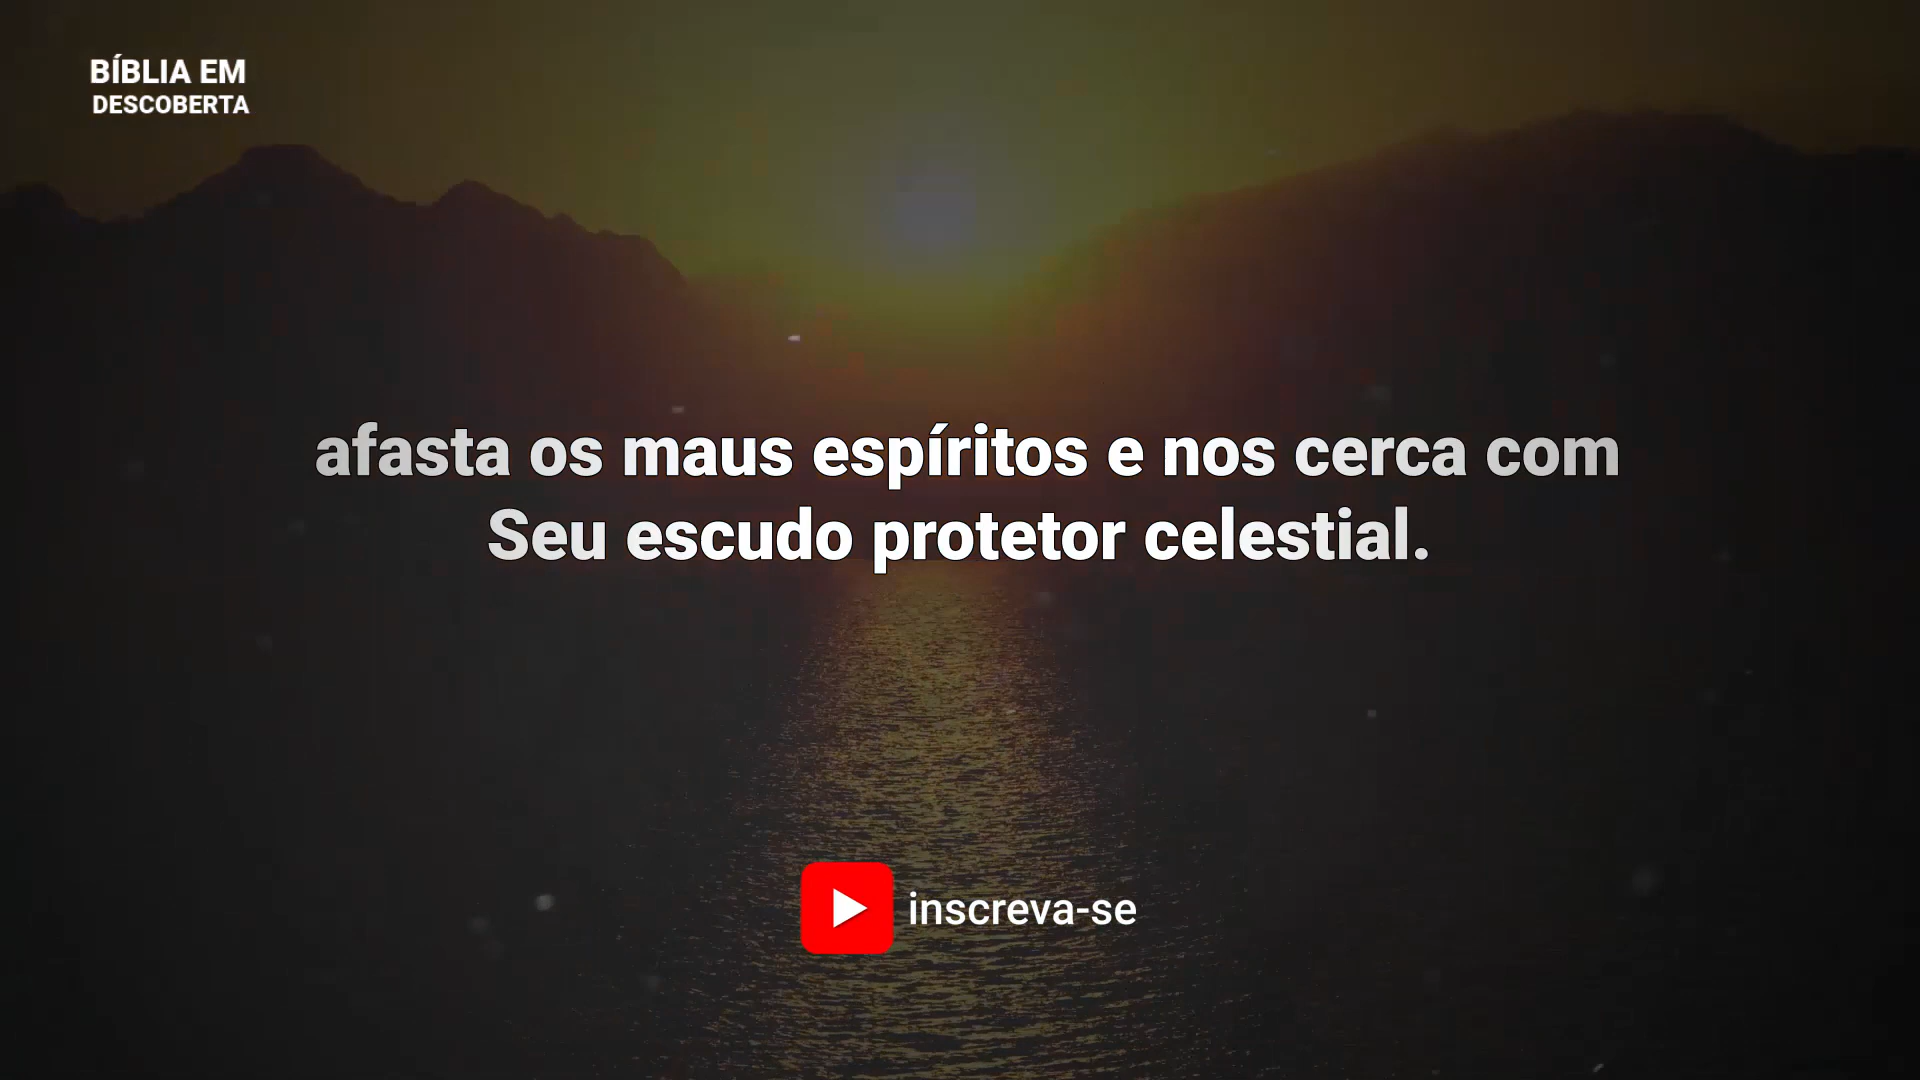 BÍBLIA EM
DESCOBERTA
afasta os maus espíritos e nos cerca com
Seu escudo protetor celestial.
inscreva-se